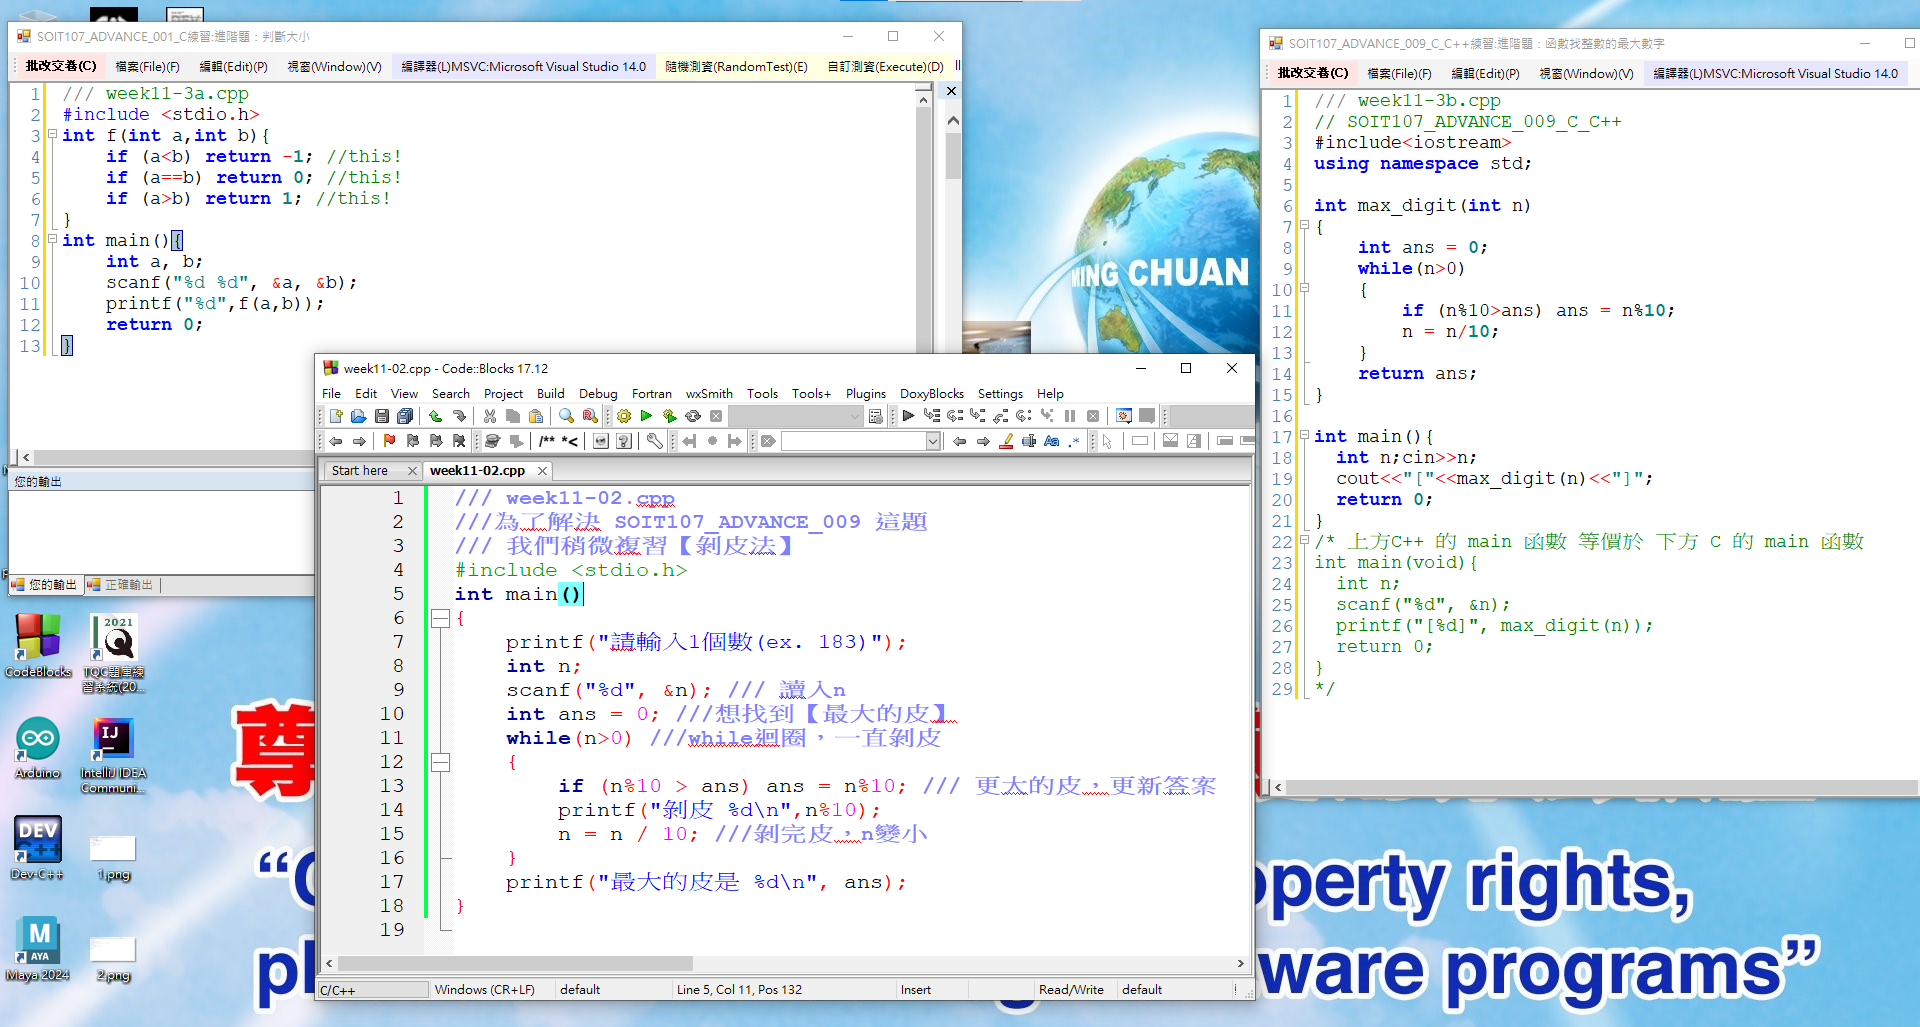 SOIT107_ADVANCE_001_C練習:進階題：判斷大小
批改交卷(C) 檔案(File)(F) 編輯(Edit)(P) 視窗(Window)(V) 編譯器(L)MSVC:Microsoft Visual Studio 14.0 隨機測資(RandomTest)(E) 自訂測資(Execute)(D)
1 /// week11-3a.cpp
2 #include <stdio.h>
3 int f(int a,int b){
4 if (a<b) return -1; //this!
5 if (a==b) return 0; //this!
6 if (a>b) return 1; //this!
7 }
8 int main(){
9 int a, b;
10 scanf("%d %d", &a, &b);
11 printf("%d",f(a,b));
12 return 0;
13 }
您的輸出
您的輸出 正確輸出
SOIT107_ADVANCE_009_C_C++練習:進階題：函數找整數的最大數字
批改交卷(C) 檔案(File)(F) 編輯(Edit)(P) 視窗(Window)(V) 編譯器(L)MSVC:Microsoft Visual Studio 14.0
1 /// week11-3b.cpp
2 // SOIT107_ADVANCE_009_C_C++
3 #include<iostream>
4 using namespace std;
5
6 int max_digit(int n)
7 {
8 int ans = 0;
9 while(n>0)
10 {
11 if (n%10>ans) ans = n%10;
12 n = n/10;
13 }
14 return ans;
15 }
16
17 int main(){
18 int n;cin>>n;
19 cout<<"["<<max_digit(n)<<"]";
20 return 0;
21 }
22 /* 上方C++ 的 main 函數 等價於 下方 C 的 main 函數
23 int main(void){
24 int n;
25 scanf("%d", &n);
26 printf("[%d]", max_digit(n));
27 return 0;
28 }
29 */
MING CHUAN
week11-02.cpp - Code::Blocks 17.12
File Edit View Search Project Build Debug Fortran wxSmith Tools Tools+ Plugins DoxyBlocks Settings Help
Start here week11-02.cpp
1 /// week11-02.cpp
2 ///為了解決 SOIT107_ADVANCE_009 這題
3 /// 我們稍微複習【剝皮法】
4 #include <stdio.h>
5 int main()
6 {
7 printf("請輸入1個數(ex. 183)");
8 int n;
9 scanf("%d", &n); /// 讀入n
10 int ans = 0; ///想找到【最大的皮】
11 while(n>0) ///while迴圈，一直剝皮
12 {
13 if (n%10 > ans) ans = n%10; /// 更大的皮，更新答案
14 printf("剝皮 %d\n",n%10);
15 n = n / 10; ///剝完皮，n變小
16 }
17 printf("最大的皮是 %d\n", ans);
18 }
19
C/C++ Windows (CR+LF) default Line 5, Col 11, Pos 132 Insert Read/Write default
CodeBlocks
2021
TQC題庫練習系統(20...
Arduino
IntelliJ IDEA Communi...
DEV C++
Dev-C++
1.png
M AYA
Maya 2024
2.png
尊
operty rights,
ware programs”